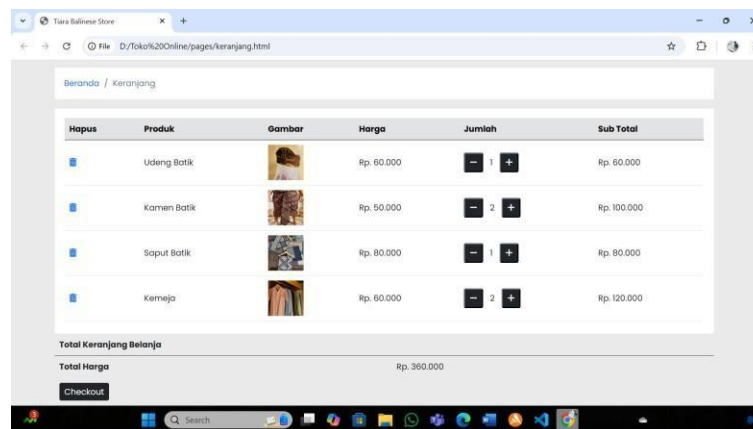 Tiara Balinese Store
File D:/Toko%20Online/pages/keranjang.html
Beranda / Keranjang
Hapus Produk Gambar Harga Jumlah Sub Total
Udeng Batik Rp. 60.000 − 1 + Rp. 60.000
Kamen Batik Rp. 50.000 − 2 + Rp. 100.000
Saput Batik Rp. 80.000 − 1 + Rp. 80.000
Kemeja Rp. 60.000 − 2 + Rp. 120.000
Total Keranjang Belanja
Total Harga Rp. 360.000
Checkout
Search